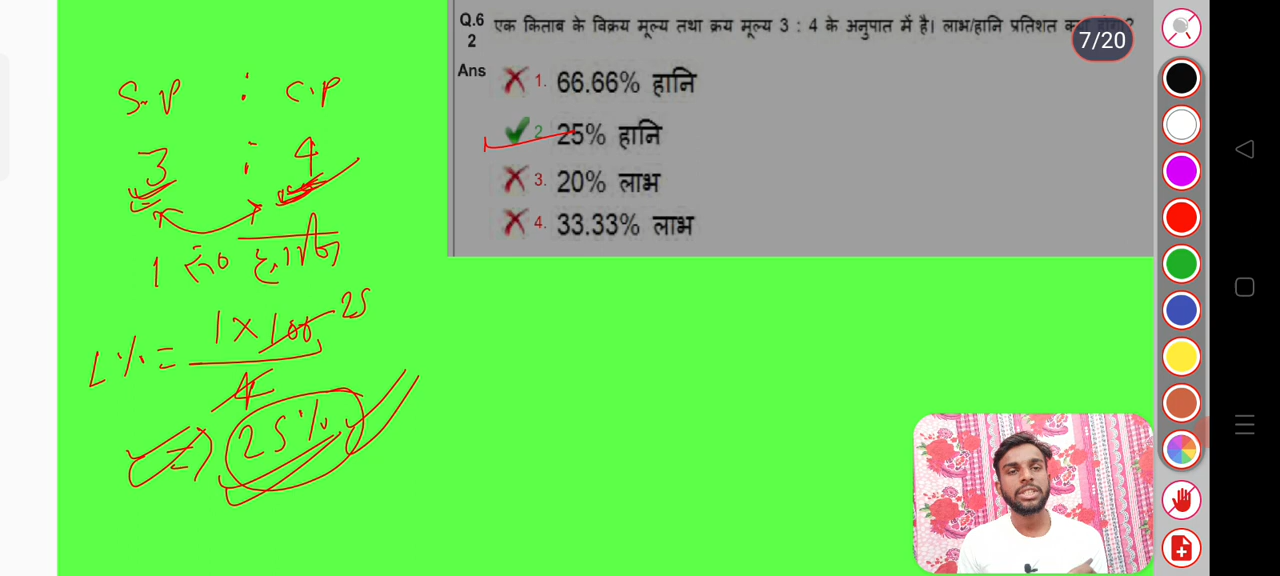 Q.6
2
एक किताब के विक्रय मूल्य तथा क्रय मूल्य 3 : 4 के अनुपात में है। लाभ/हानि प्रतिशत
7/20
Ans
1. 66.66% हानि
2. 25% हानि
3. 20% लाभ
4. 33.33% लाभ
S.P : C.P
3 : 4
1 रु० हानि
L% = 1 X 100 25
4
=) 25%